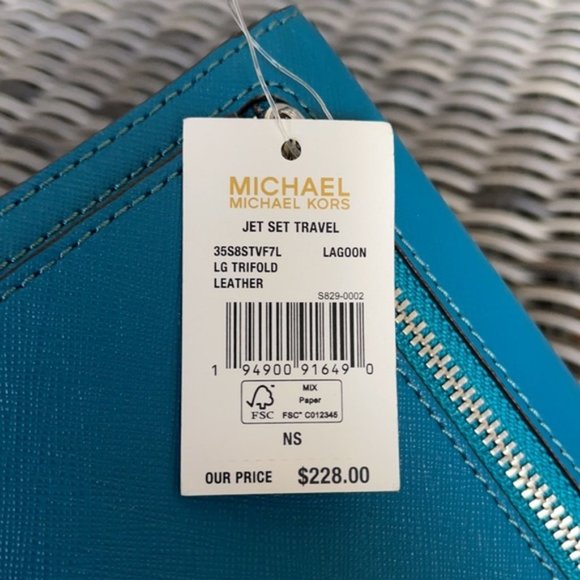 MICHAEL
MICHAEL KORS
JET SET TRAVEL
35S8STVF7L LAGOON
LG TRIFOLD
LEATHER
S829-0002
1 94900 91649 0
FSC
MIX
Paper
FSC® C012345
NS
OUR PRICE $228.00